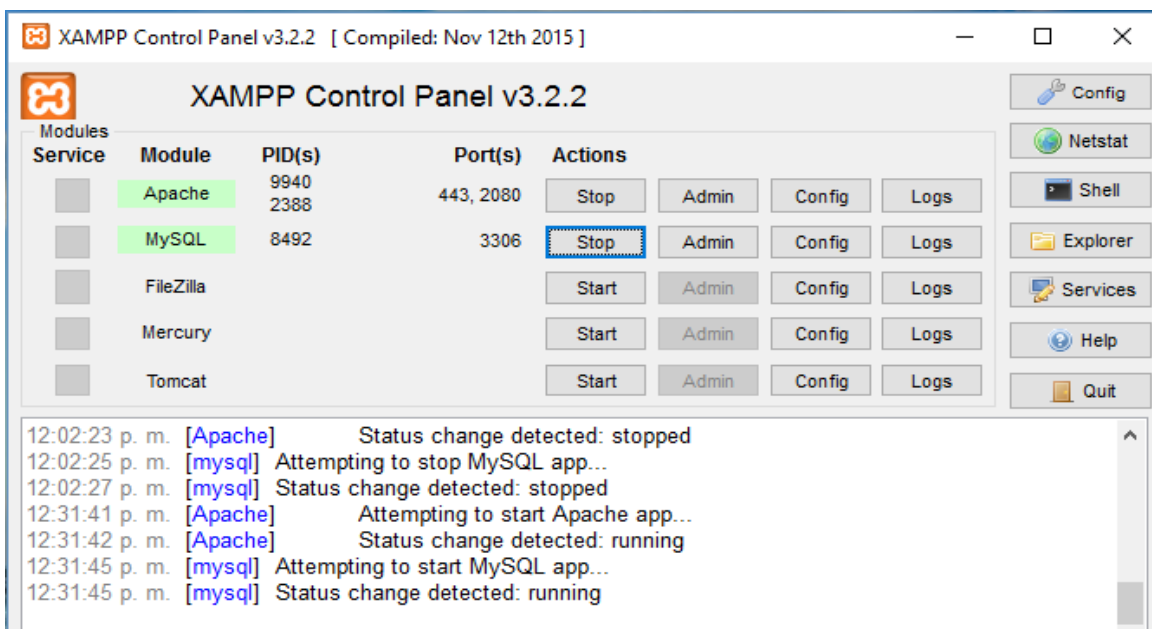 XAMPP Control Panel v3.2.2 [ Compiled: Nov 12th 2015 ]
XAMPP Control Panel v3.2.2
Config
Modules
Service Module PID(s) Port(s) Actions
Netstat
Apache 9940 2388 443, 2080 Stop Admin Config Logs
Shell
MySQL 8492 3306 Stop Admin Config Logs
Explorer
FileZilla Start Admin Config Logs
Services
Mercury Start Admin Config Logs
Help
Tomcat Start Admin Config Logs
Quit
12:02:23 p. m. [Apache] Status change detected: stopped
12:02:25 p. m. [mysql] Attempting to stop MySQL app...
12:02:27 p. m. [mysql] Status change detected: stopped
12:31:41 p. m. [Apache] Attempting to start Apache app...
12:31:42 p. m. [Apache] Status change detected: running
12:31:45 p. m. [mysql] Attempting to start MySQL app...
12:31:45 p. m. [mysql] Status change detected: running